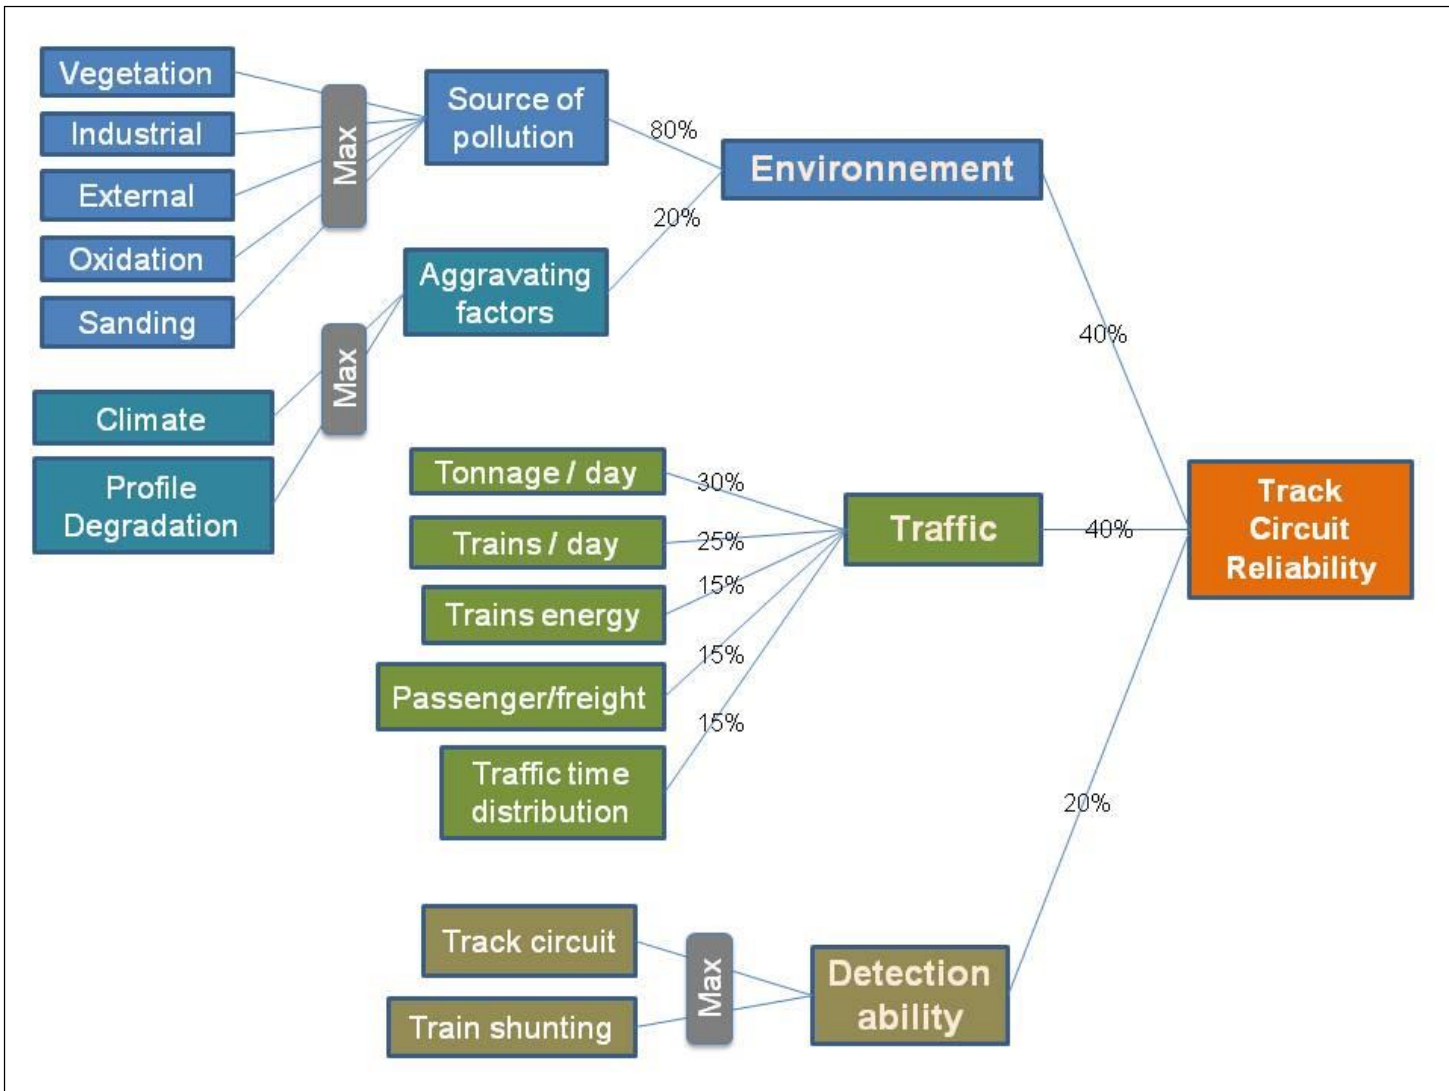 Vegetation
Industrial
External
Oxidation
Sanding
Max
Source of
pollution
80%
Environnement
20%
Aggravating
factors
Max
Climate
Profile
Degradation
40%
Tonnage / day
30%
Trains / day
25%
Trains energy
15%
Passenger/freight
15%
Traffic time
distribution
15%
Traffic
40%
Track
Circuit
Reliability
20%
Track circuit
Train shunting
Max
Detection
ability